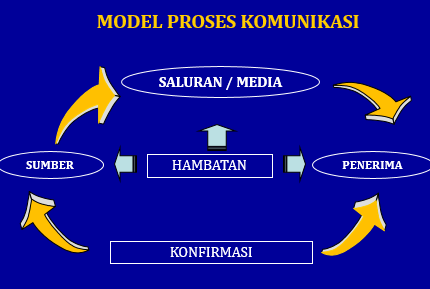 MODEL PROSES KOMUNIKASI
SALURAN / MEDIA
SUMBER
HAMBATAN
PENERIMA
KONFIRMASI